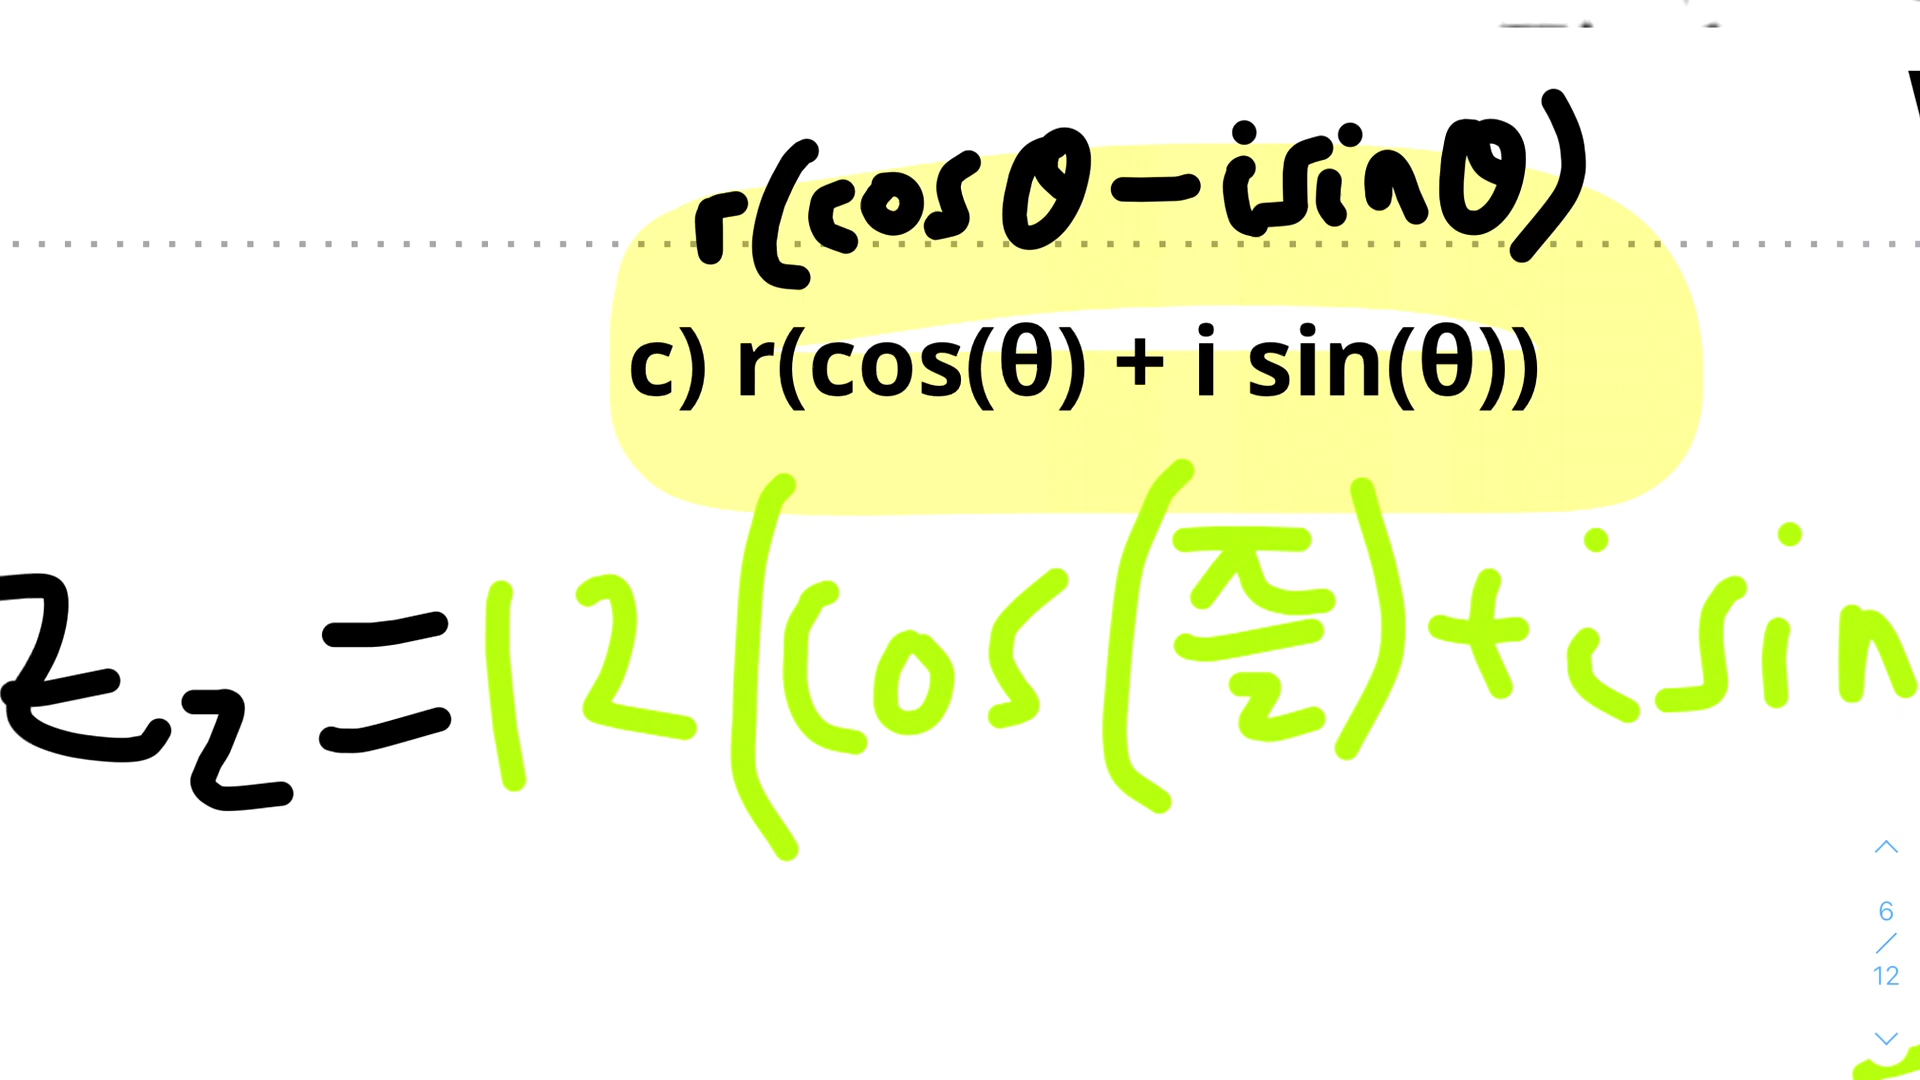 r(cosθ-isinθ)
c) r(cos(θ) + i sin(θ))
z₂=12(cos(π/2)+isin
6
/
12